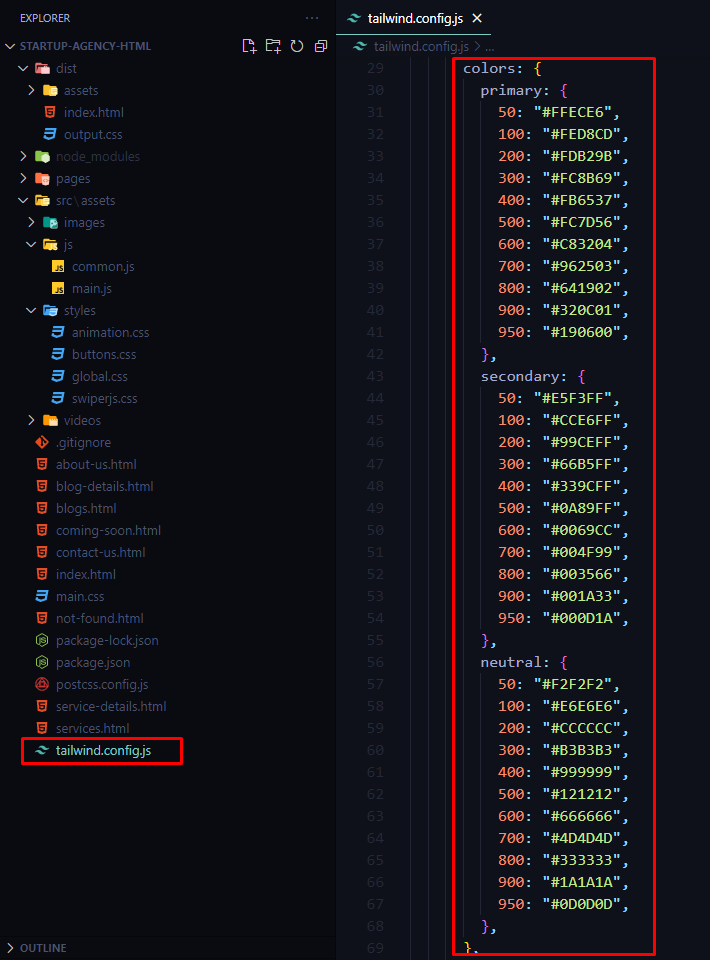 EXPLORER
STARTUP-AGENCY-HTML
dist
assets
index.html
output.css
node_modules
pages
src\assets
images
js
common.js
main.js
styles
animation.css
buttons.css
global.css
swiperjs.css
videos
.gitignore
about-us.html
blog-details.html
blogs.html
coming-soon.html
contact-us.html
index.html
main.css
not-found.html
package-lock.json
package.json
postcss.config.js
service-details.html
services.html
tailwind.config.js
OUTLINE
tailwind.config.js
tailwind.config.js > ...
29 colors: {
30 primary: {
31 50: "#FFECE6",
32 100: "#FED8CD",
33 200: "#FDB29B",
34 300: "#FC8B69",
35 400: "#FB6537",
36 500: "#FC7D56",
37 600: "#C83204",
38 700: "#962503",
39 800: "#641902",
40 900: "#320C01",
41 950: "#190600",
42 },
43 secondary: {
44 50: "#E5F3FF",
45 100: "#CCE6FF",
46 200: "#99CEFF",
47 300: "#66B5FF",
48 400: "#339CFF",
49 500: "#0A89FF",
50 600: "#0069CC",
51 700: "#004F99",
52 800: "#003566",
53 900: "#001A33",
54 950: "#000D1A",
55 },
56 neutral: {
57 50: "#F2F2F2",
58 100: "#E6E6E6",
59 200: "#CCCCCC",
60 300: "#B3B3B3",
61 400: "#999999",
62 500: "#121212",
63 600: "#666666",
64 700: "#4D4D4D",
65 800: "#333333",
66 900: "#1A1A1A",
67 950: "#0D0D0D",
68 },
69 },